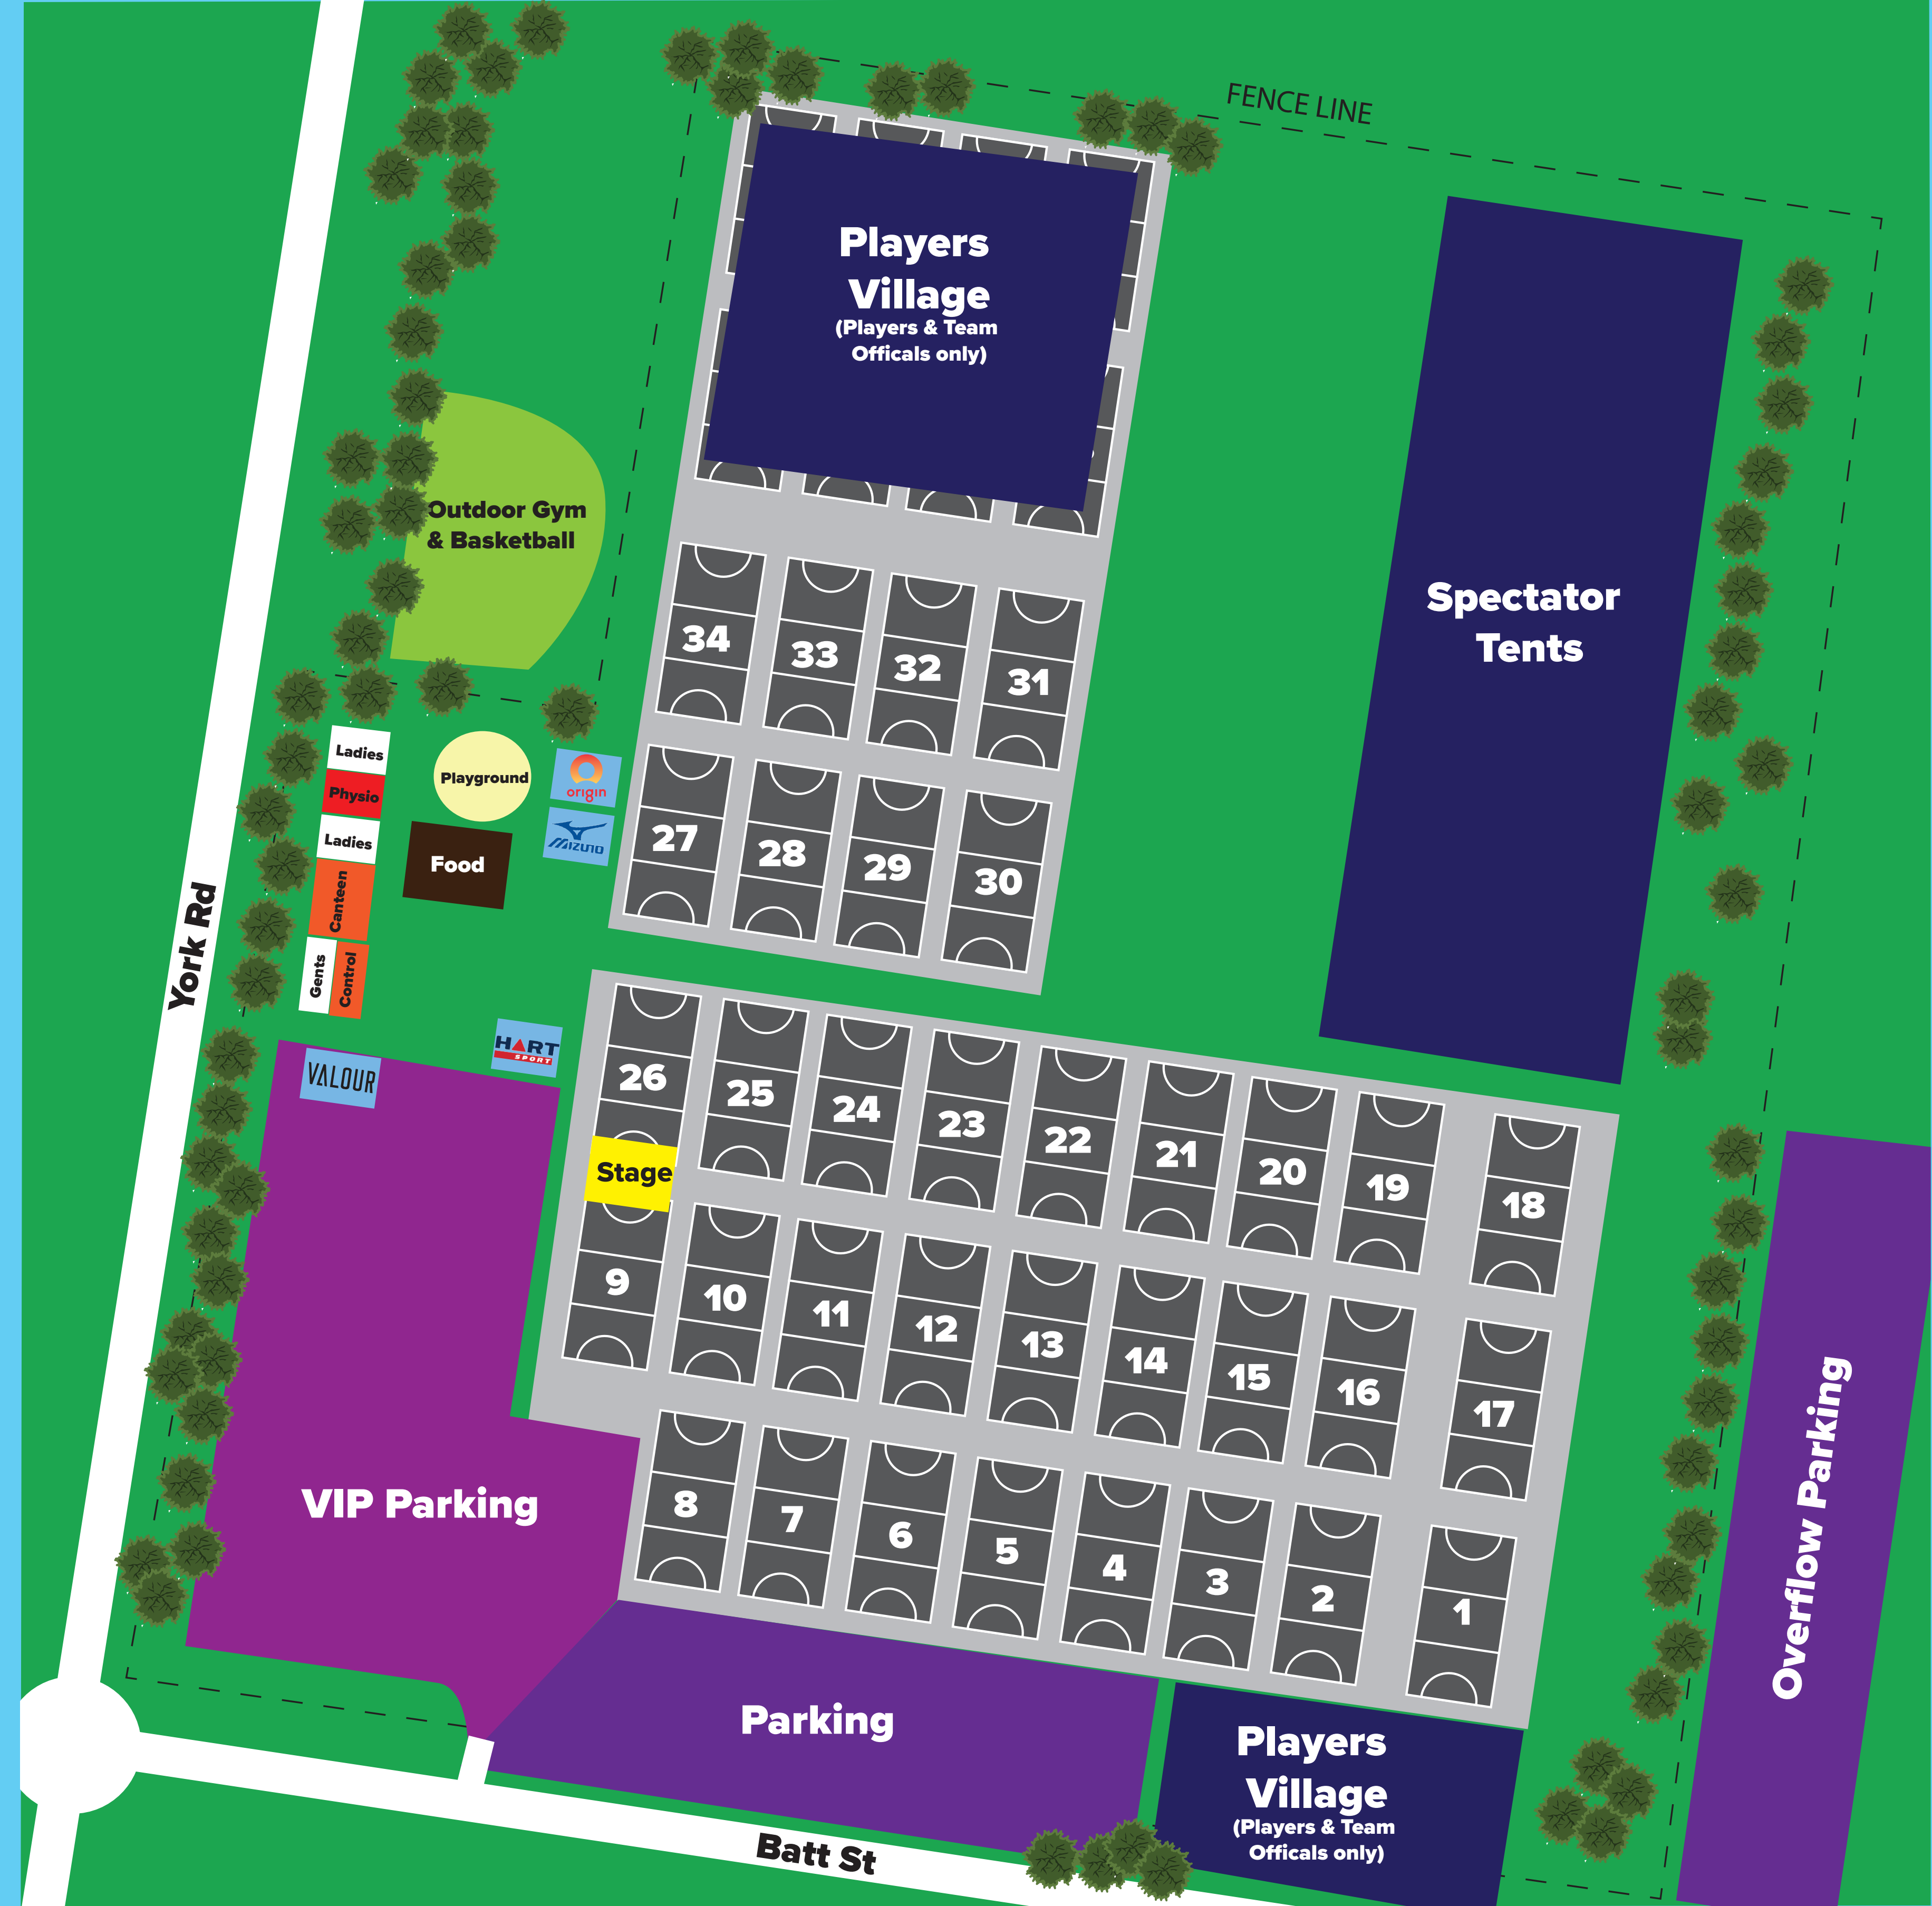 FENCE LINE
Players
Village
(Players & Team
Officals only)
Outdoor Gym
& Basketball
Spectator
Tents
34
33
32
31
Ladies
Physio
Ladies
Canteen
Gents
Control
Playground
Food
origin
MIZUNO
27
28
29
30
York Rd
HART
SPORT
VALOUR
26
25
24
23
22
21
20
19
18
Stage
9
10
11
12
13
14
15
16
17
VIP Parking
8
7
6
5
4
3
2
1
Overflow Parking
Parking
Players
Village
(Players & Team
Officals only)
Batt St